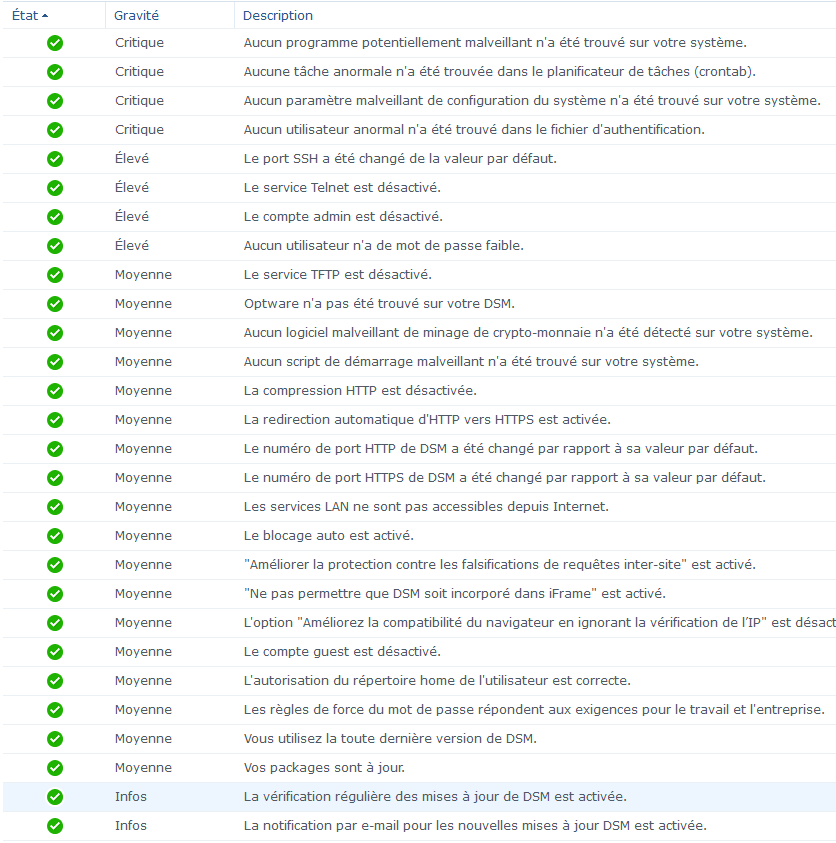 État Gravité Description
Critique Aucun programme potentiellement malveillant n'a été trouvé sur votre système.
Critique Aucune tâche anormale n'a été trouvée dans le planificateur de tâches (crontab).
Critique Aucun paramètre malveillant de configuration du système n'a été trouvé sur votre système.
Critique Aucun utilisateur anormal n'a été trouvé dans le fichier d'authentification.
Élevé Le port SSH a été changé de la valeur par défaut.
Élevé Le service Telnet est désactivé.
Élevé Le compte admin est désactivé.
Élevé Aucun utilisateur n'a de mot de passe faible.
Moyenne Le service TFTP est désactivé.
Moyenne Optware n'a pas été trouvé sur votre DSM.
Moyenne Aucun logiciel malveillant de minage de crypto-monnaie n'a été détecté sur votre système.
Moyenne Aucun script de démarrage malveillant n'a été trouvé sur votre système.
Moyenne La compression HTTP est désactivée.
Moyenne La redirection automatique d'HTTP vers HTTPS est activée.
Moyenne Le numéro de port HTTP de DSM a été changé par rapport à sa valeur par défaut.
Moyenne Le numéro de port HTTPS de DSM a été changé par rapport à sa valeur par défaut.
Moyenne Les services LAN ne sont pas accessibles depuis Internet.
Moyenne Le blocage auto est activé.
Moyenne "Améliorer la protection contre les falsifications de requêtes inter-site" est activé.
Moyenne "Ne pas permettre que DSM soit incorporé dans iFrame" est activé.
Moyenne L'option "Améliorez la compatibilité du navigateur en ignorant la vérification de l'IP" est désact
Moyenne Le compte guest est désactivé.
Moyenne L'autorisation du répertoire home de l'utilisateur est correcte.
Moyenne Les règles de force du mot de passe répondent aux exigences pour le travail et l'entreprise.
Moyenne Vous utilisez la toute dernière version de DSM.
Moyenne Vos packages sont à jour.
Infos La vérification régulière des mises à jour de DSM est activée.
Infos La notification par e-mail pour les nouvelles mises à jour DSM est activée.